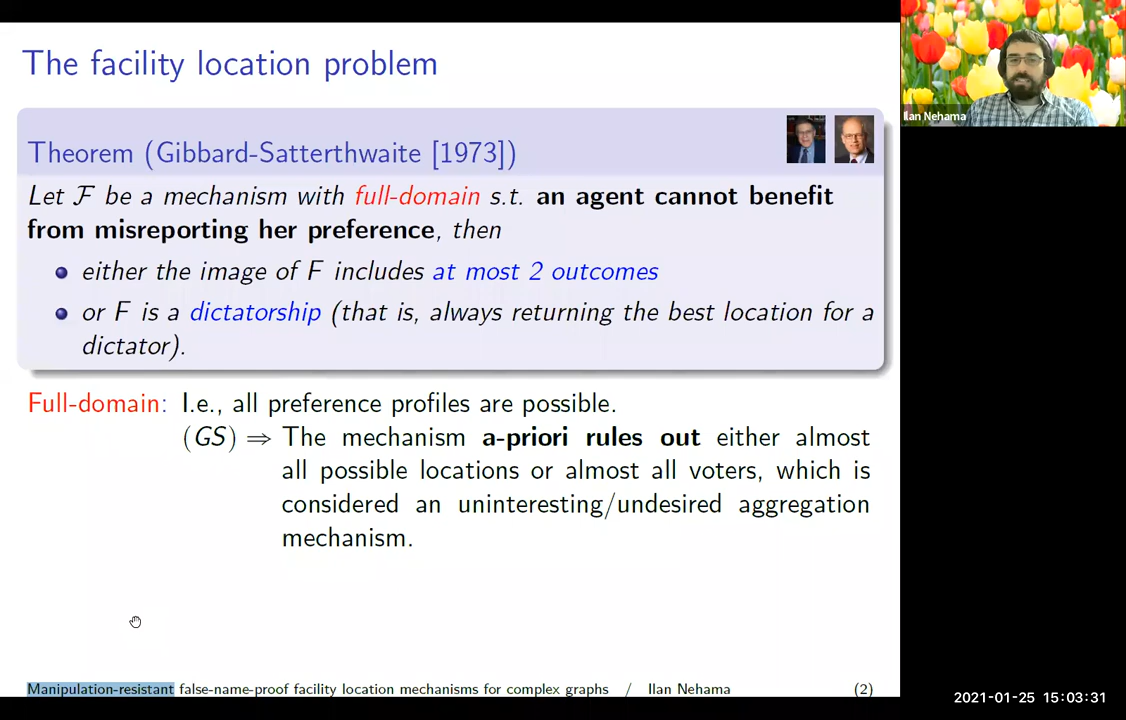 The facility location problem
Theorem (Gibbard-Satterthwaite [1973])
Let F be a mechanism with full-domain s.t. an agent cannot benefit
from misreporting her preference, then
either the image of F includes at most 2 outcomes
or F is a dictatorship (that is, always returning the best location for a
dictator).
Full-domain: I.e., all preference profiles are possible.
(GS) ⇒ The mechanism a-priori rules out either almost
all possible locations or almost all voters, which is
considered an uninteresting/undesired aggregation
mechanism.
Manipulation-resistant false-name-proof facility location mechanisms for complex graphs / Ilan Nehama (2)
Ilan Nehama
2021-01-25 15:03:31